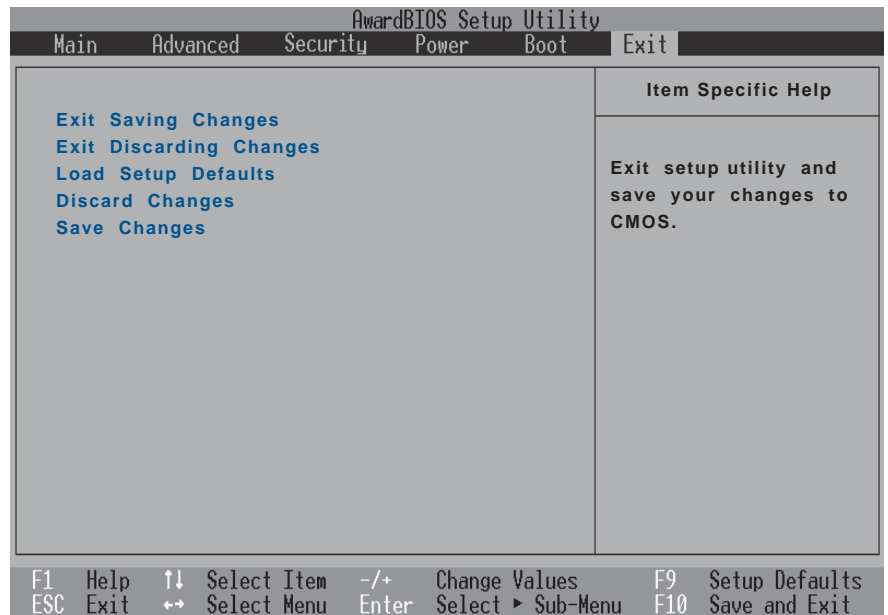 AwardBIOS Setup Utility
Main Advanced Security Power Boot Exit
Exit Saving Changes
Exit Discarding Changes
Load Setup Defaults
Discard Changes
Save Changes
Item Specific Help
Exit setup utility and
save your changes to
CMOS.
F1 Help ↑↓ Select Item -/+ Change Values F9 Setup Defaults
ESC Exit ←→ Select Menu Enter Select ▶ Sub-Menu F10 Save and Exit